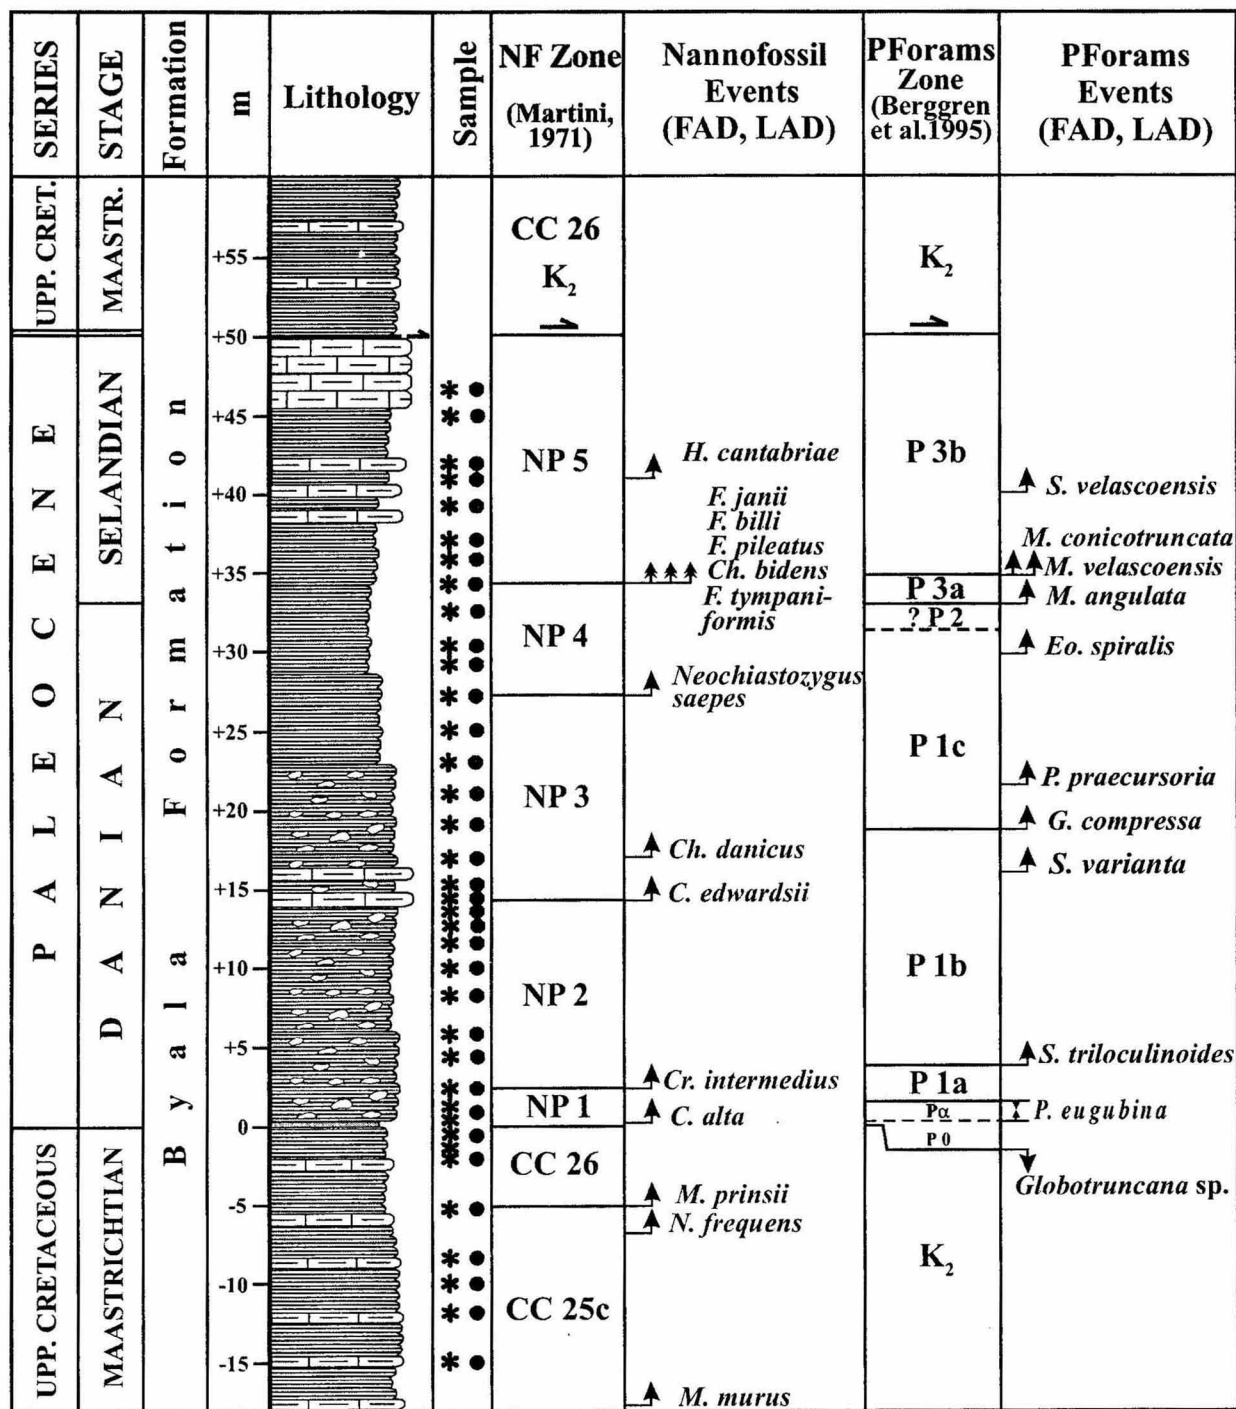 SERIES
STAGE
Formation
m
Lithology
Sample
NF Zone
(Martini,
1971)
Nannofossil
Events
(FAD, LAD)
PForams
Zone
(Berggren
et al.1995)
PForams
Events
(FAD, LAD)
UPP. CRET.
PALEOCENE
UPP. CRETACEOUS
MAASTR.
SELANDIAN
DANIAN
MAASTRICHTIAN
Byala Formation
+55
+50
+45
+40
+35
+30
+25
+20
+15
+10
+5
0
-5
-10
-15
CC 26
K₂
NP 5
NP 4
NP 3
NP 2
NP 1
CC 26
CC 25c
H. cantabriae
F. janii
F. billi
F. pileatus
Ch. bidens
F. tympani-
formis
Neochiastozygus
saepes
Ch. danicus
C. edwardsii
Cr. intermedius
C. alta
M. prinsii
N. frequens
M. murus
K₂
P 3b
P 3a
? P 2
P 1c
P 1b
P 1a
Pα
P 0
K₂
S. velascoensis
M. conicotruncata
M. velascoensis
M. angulata
Eo. spiralis
P. praecursoria
G. compressa
S. varianta
S. triloculinoides
P. eugubina
Globotruncana sp.